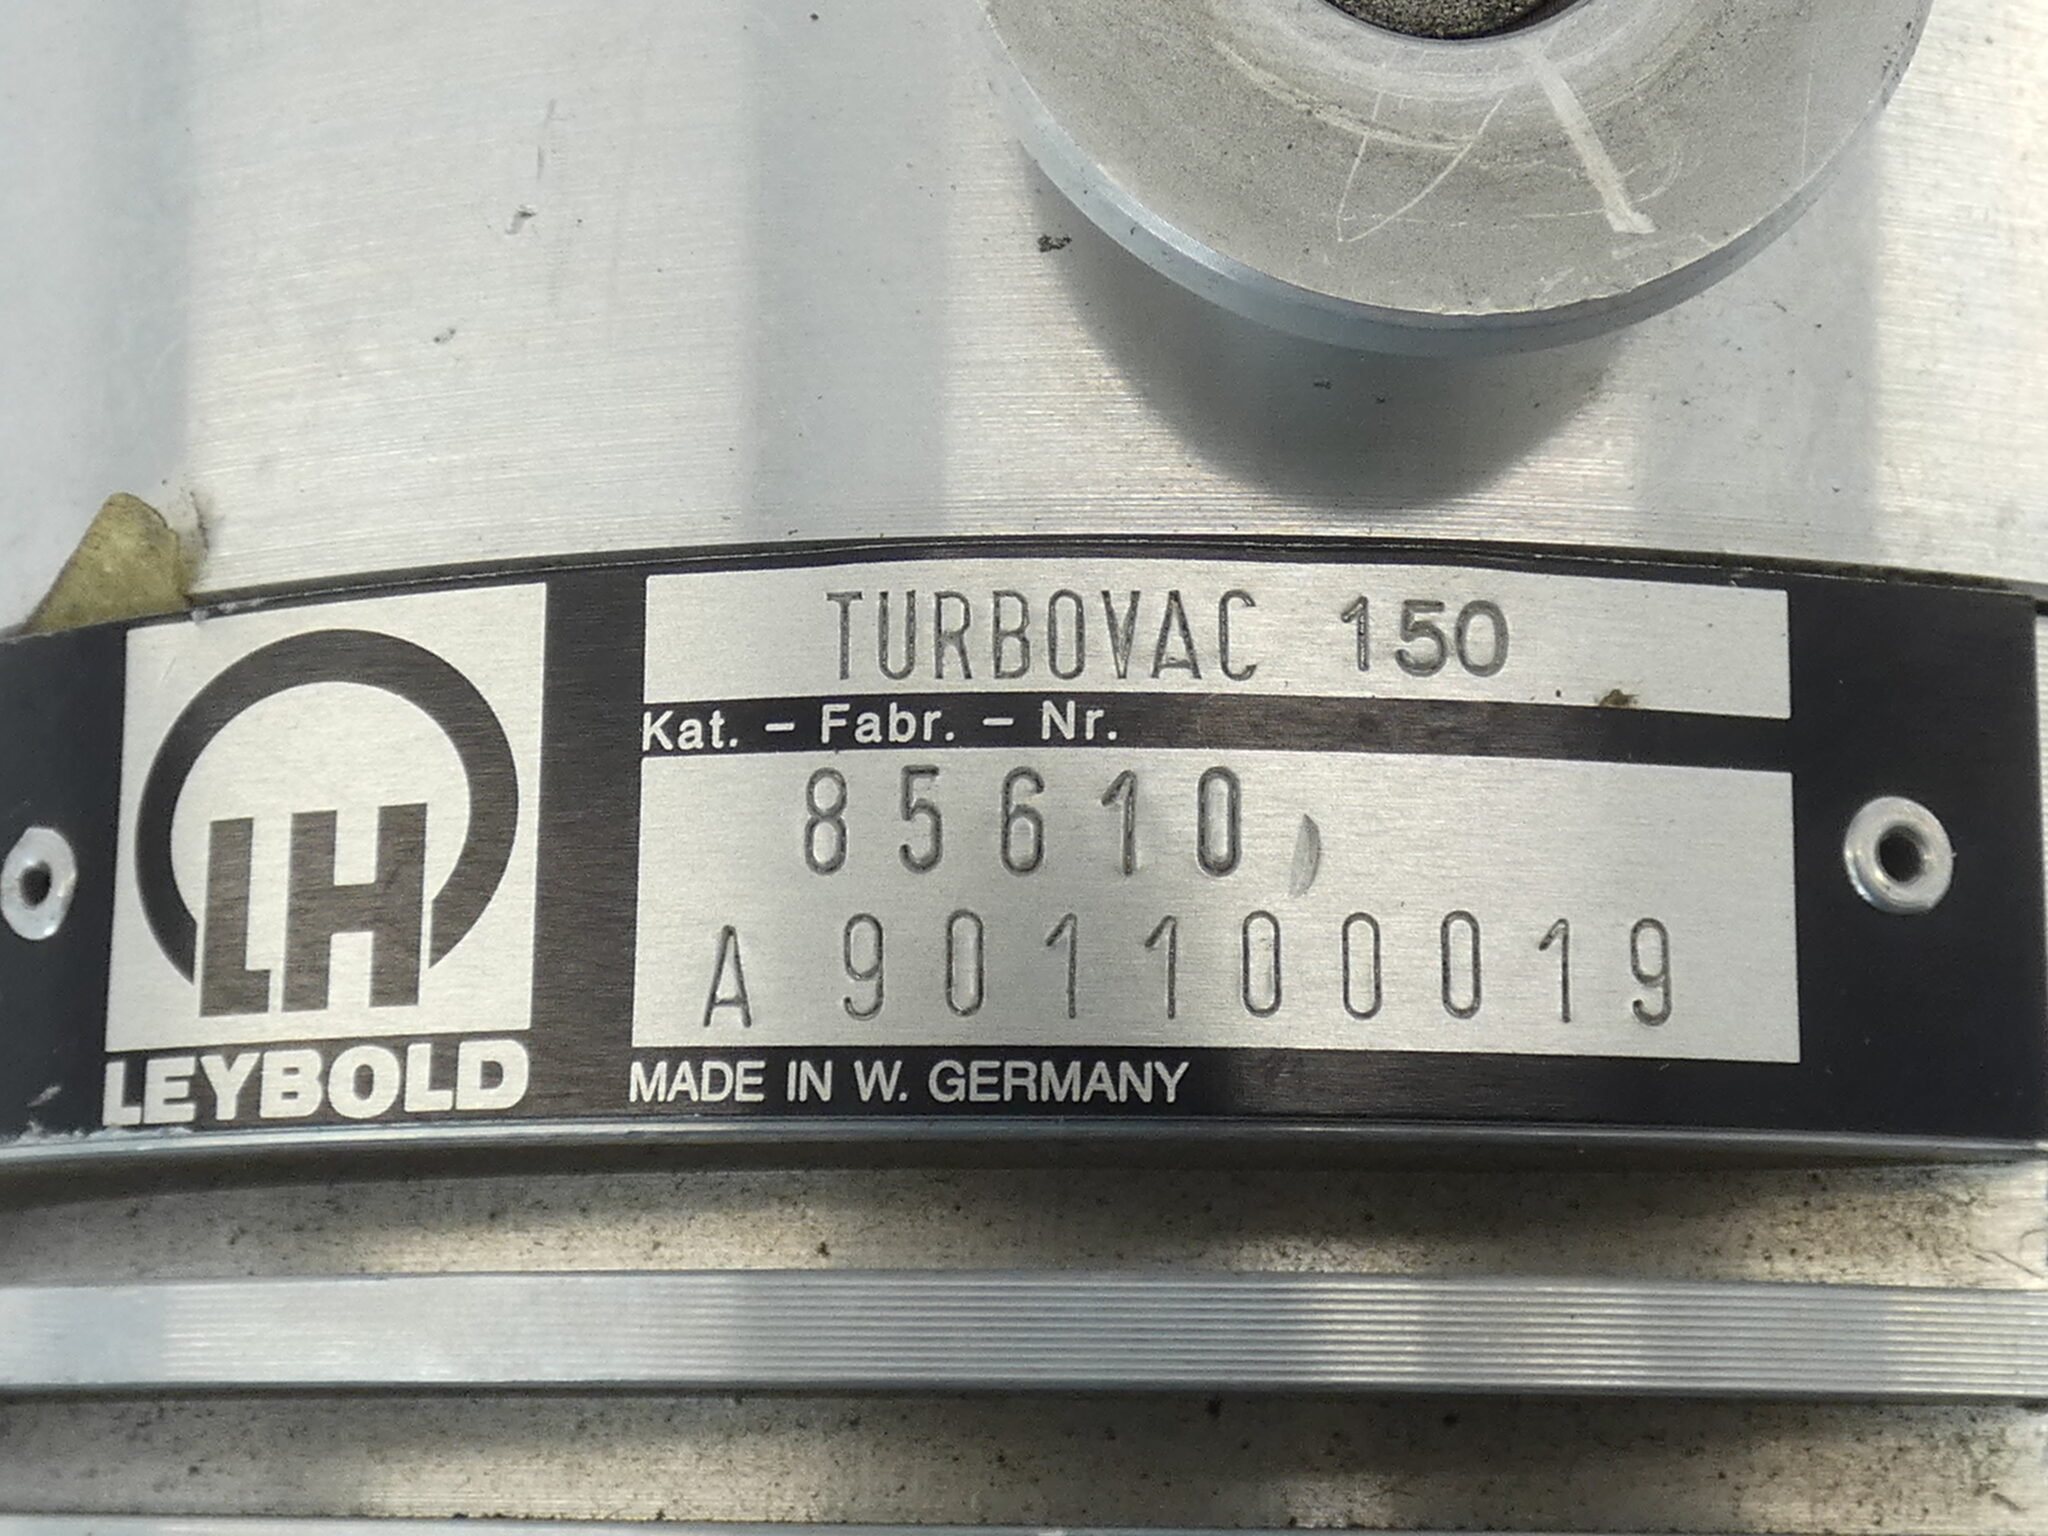 TURBOVAC 150
Kat. - Fabr. - Nr.
85610
A 901100019
LH
LEYBOLD
MADE IN W. GERMANY